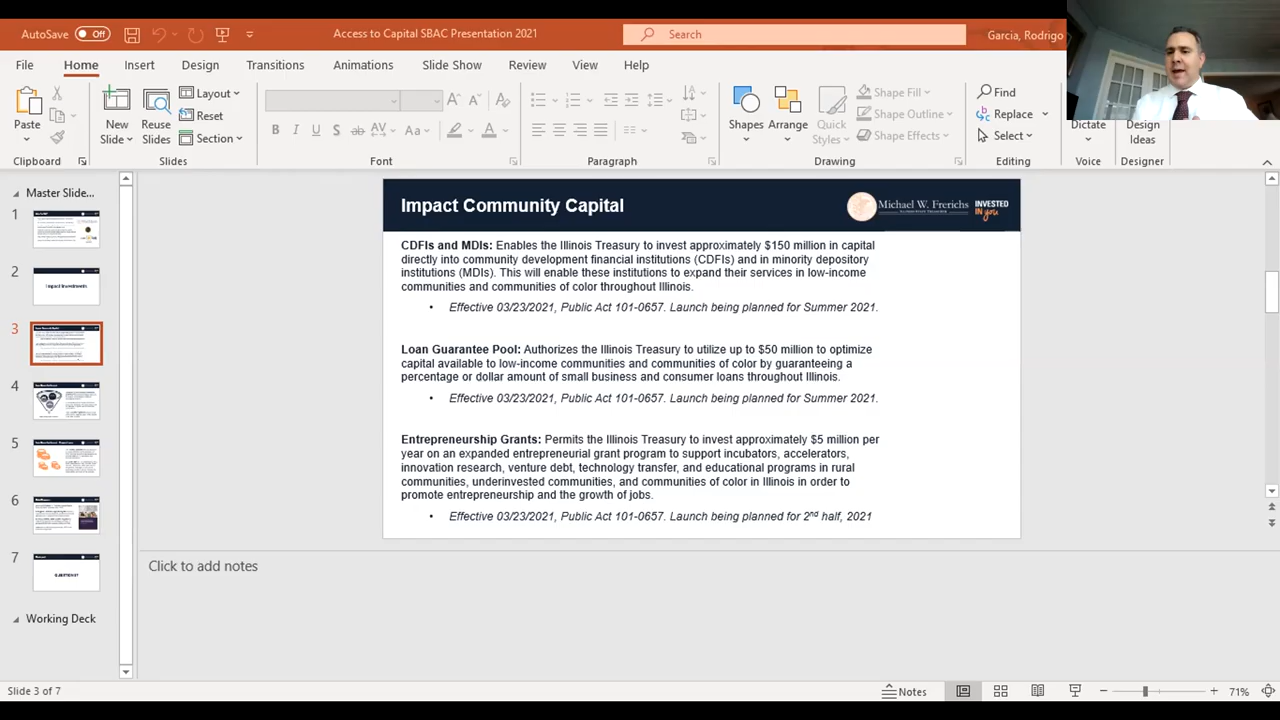 AutoSave Off
Access to Capital SBAC Presentation 2021
Search
Garcia, Rodrigo
File Home Insert Design Transitions Animations Slide Show Review View Help
Paste
Clipboard
New Slide
Reuse Slides
Layout
Reset
Section
Slides
B I U S ab AV Aa A
Font
Paragraph
Shapes
Arrange
Quick Styles
Shape Fill
Shape Outline
Shape Effects
Drawing
Find
Replace
Select
Editing
Dictate
Voice
Design Ideas
Designer
Master Slide...
1
2
3
4
5
6
7
Working Deck
Impact Community Capital
Michael W. Frerichs
INVESTED
in you
CDFIs and MDIs: Enables the Illinois Treasury to invest approximately $150 million in capital
directly into community development financial institutions (CDFIs) and in minority depository
institutions (MDIs). This will enable these institutions to expand their services in low-income
communities and communities of color throughout Illinois.
• Effective 03/23/2021, Public Act 101-0657. Launch being planned for Summer 2021.
Loan Guarantee Pool: Authorizes the Illinois Treasury to utilize up to $50 million to optimize
capital available to low-income communities and communities of color by guaranteeing a
percentage or dollar amount of small business and consumer loans throughout Illinois.
• Effective 03/23/2021, Public Act 101-0657. Launch being planned for Summer 2021.
Entrepreneurship Grants: Permits the Illinois Treasury to invest approximately $5 million per
year on an expanded entrepreneurial grant program to support incubators, accelerators,
innovation research, venture debt, technology transfer, and educational programs in rural
communities, underinvested communities, and communities of color in Illinois in order to
promote entrepreneurship and the growth of jobs.
• Effective 03/23/2021, Public Act 101-0657. Launch being planned for 2nd half, 2021
Click to add notes
Slide 3 of 7
Notes
71%